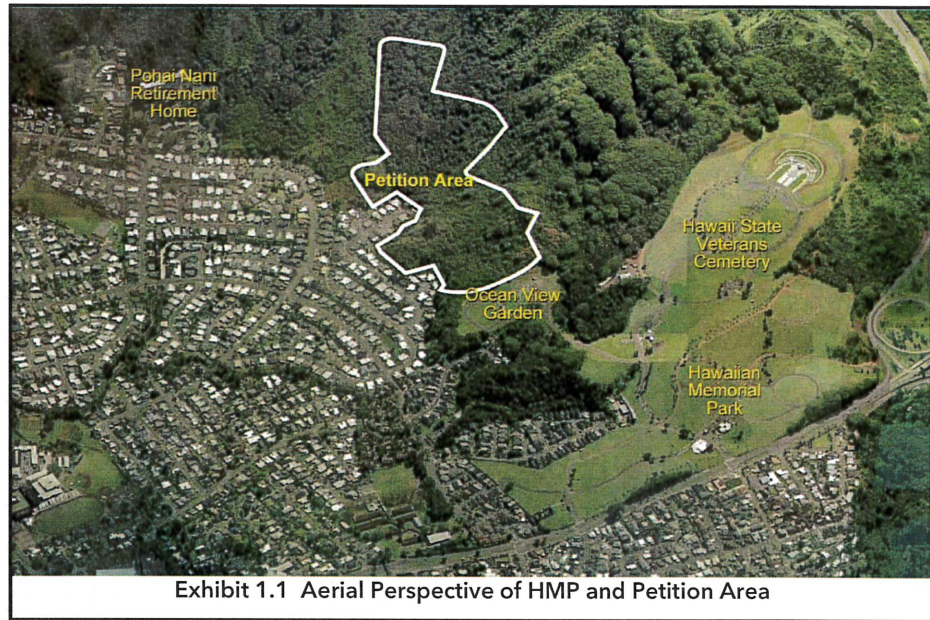 Pohai Nani
Retirement
Home
Petition Area
Hawaii State
Veterans
Cemetery
Ocean View
Garden
Hawaiian
Memorial
Park
Exhibit 1.1 Aerial Perspective of HMP and Petition Area